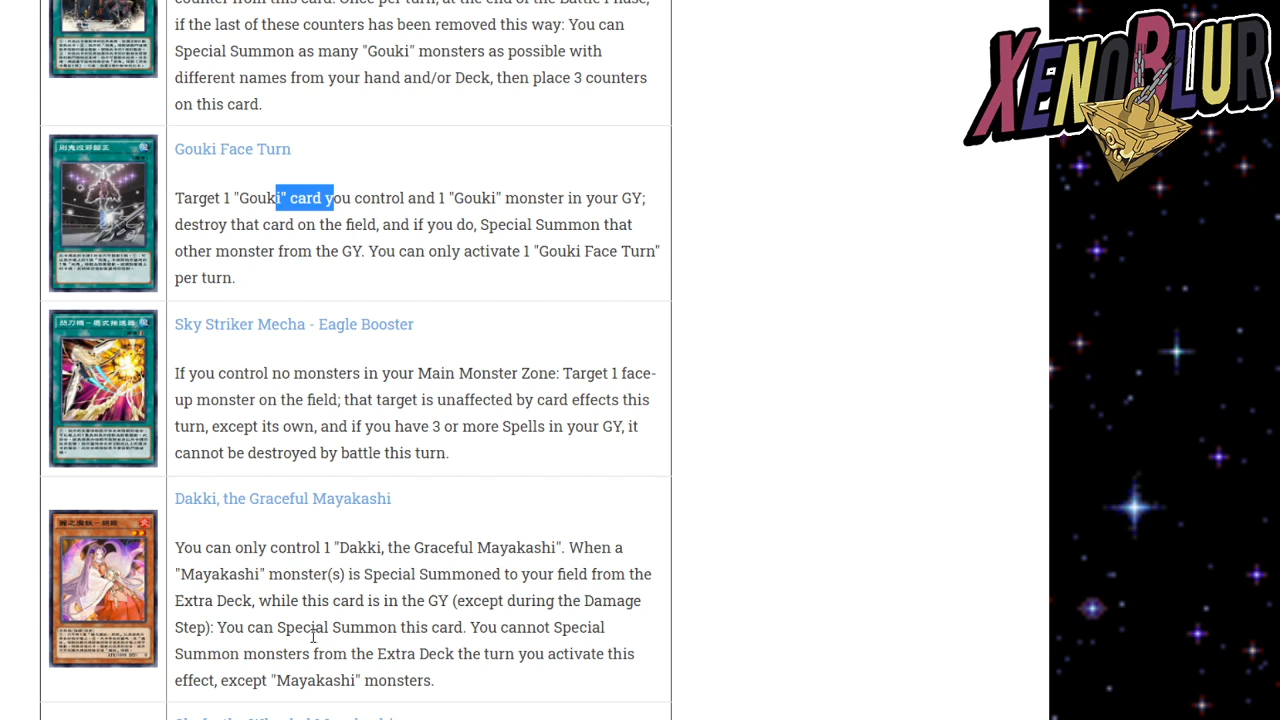 counter from this card. Once per turn, at the end of the Battle Phase,
if the last of these counters has been removed this way: You can
Special Summon as many "Gouki" monsters as possible with
different names from your hand and/or Deck, then place 3 counters
on this card.
Gouki Face Turn
Target 1 "Gouki" card you control and 1 "Gouki" monster in your GY;
destroy that card on the field, and if you do, Special Summon that
other monster from the GY. You can only activate 1 "Gouki Face Turn"
per turn.
Sky Striker Mecha - Eagle Booster
If you control no monsters in your Main Monster Zone: Target 1 face-
up monster on the field; that target is unaffected by card effects this
turn, except its own, and if you have 3 or more Spells in your GY, it
cannot be destroyed by battle this turn.
Dakki, the Graceful Mayakashi
You can only control 1 "Dakki, the Graceful Mayakashi". When a
"Mayakashi" monster(s) is Special Summoned to your field from the
Extra Deck, while this card is in the GY (except during the Damage
Step): You can Special Summon this card. You cannot Special
Summon monsters from the Extra Deck the turn you activate this
effect, except "Mayakashi" monsters.
XENOBLUR